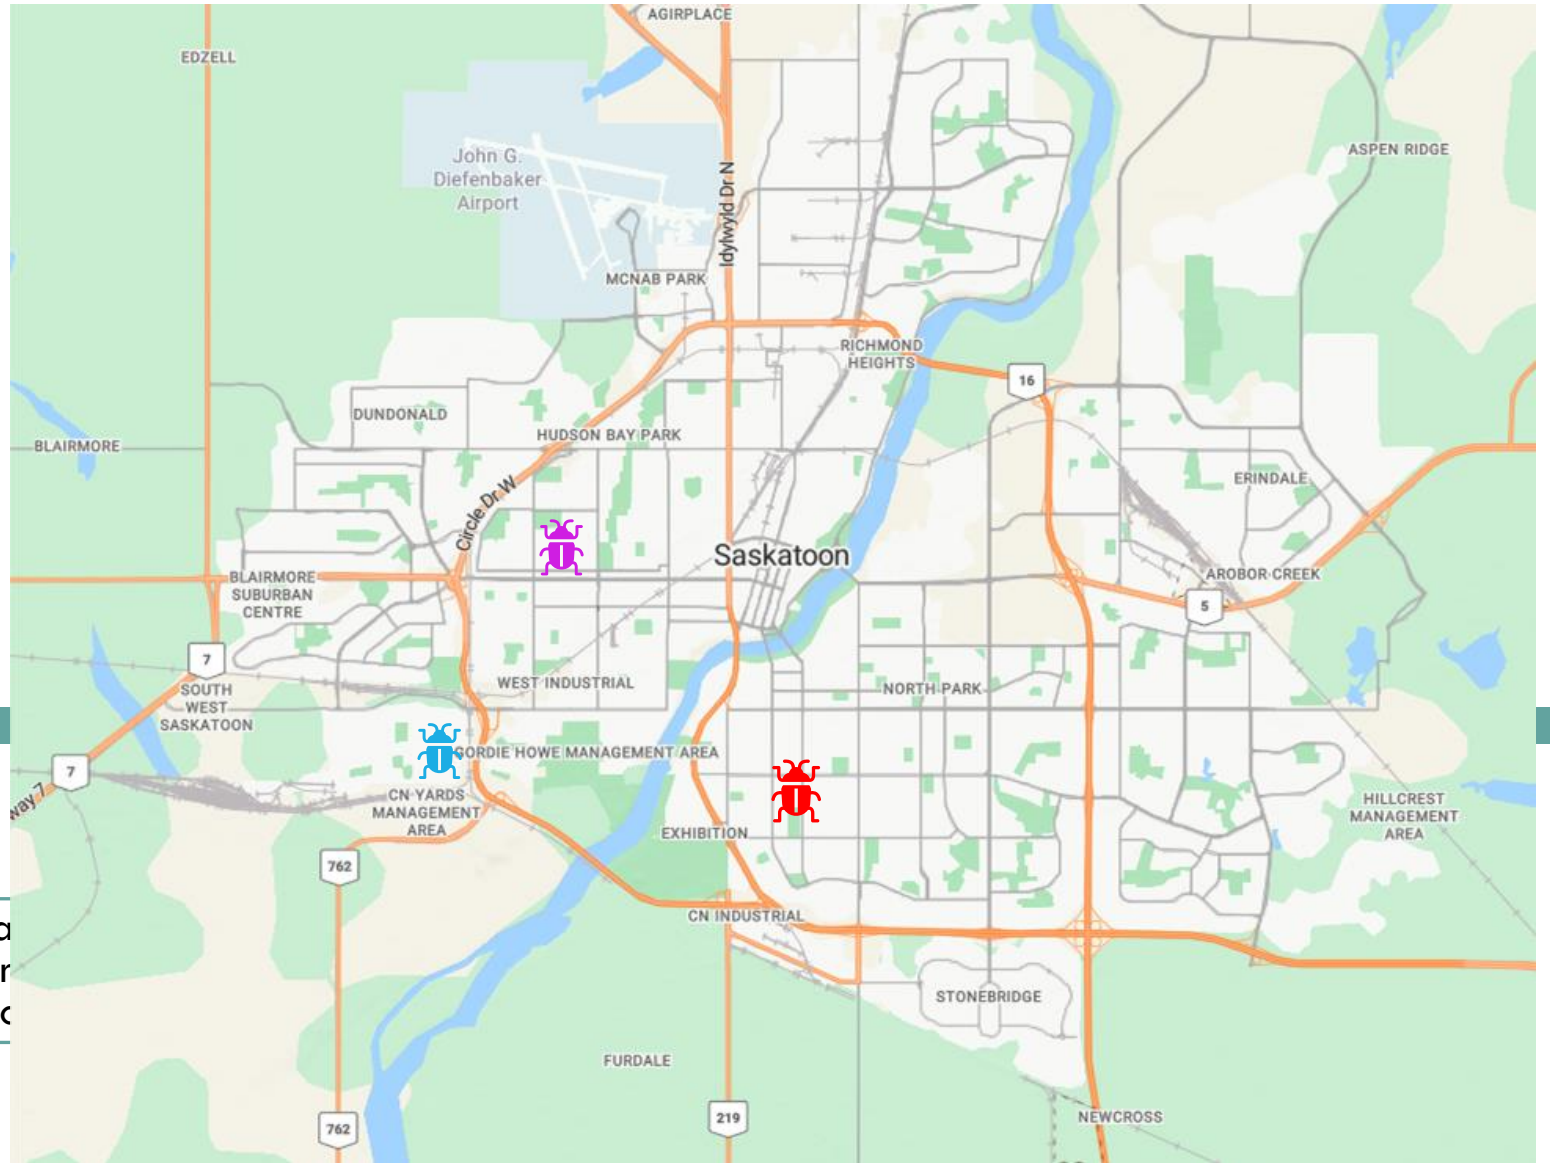 AGIRPLACE
EDZELL
John G.
Diefenbaker
Airport
Idylwyld Dr N
ASPEN RIDGE
MCNAB PARK
RICHMOND
HEIGHTS
16
DUNDONALD
HUDSON BAY PARK
BLAIRMORE
ERINDALE
Circle Dr W
Saskatoon
BLAIRMORE
SUBURBAN
CENTRE
AROBOR CREEK
5
7
SOUTH
WEST
SASKATOON
WEST INDUSTRIAL
NORTH PARK
GORDIE HOWE MANAGEMENT AREA
7
way 7
CN YARDS
MANAGEMENT
AREA
EXHIBITION
HILLCREST
MANAGEMENT
AREA
762
CN INDUSTRIAL
STONEBRIDGE
FURDALE
219
762
NEWCROSS